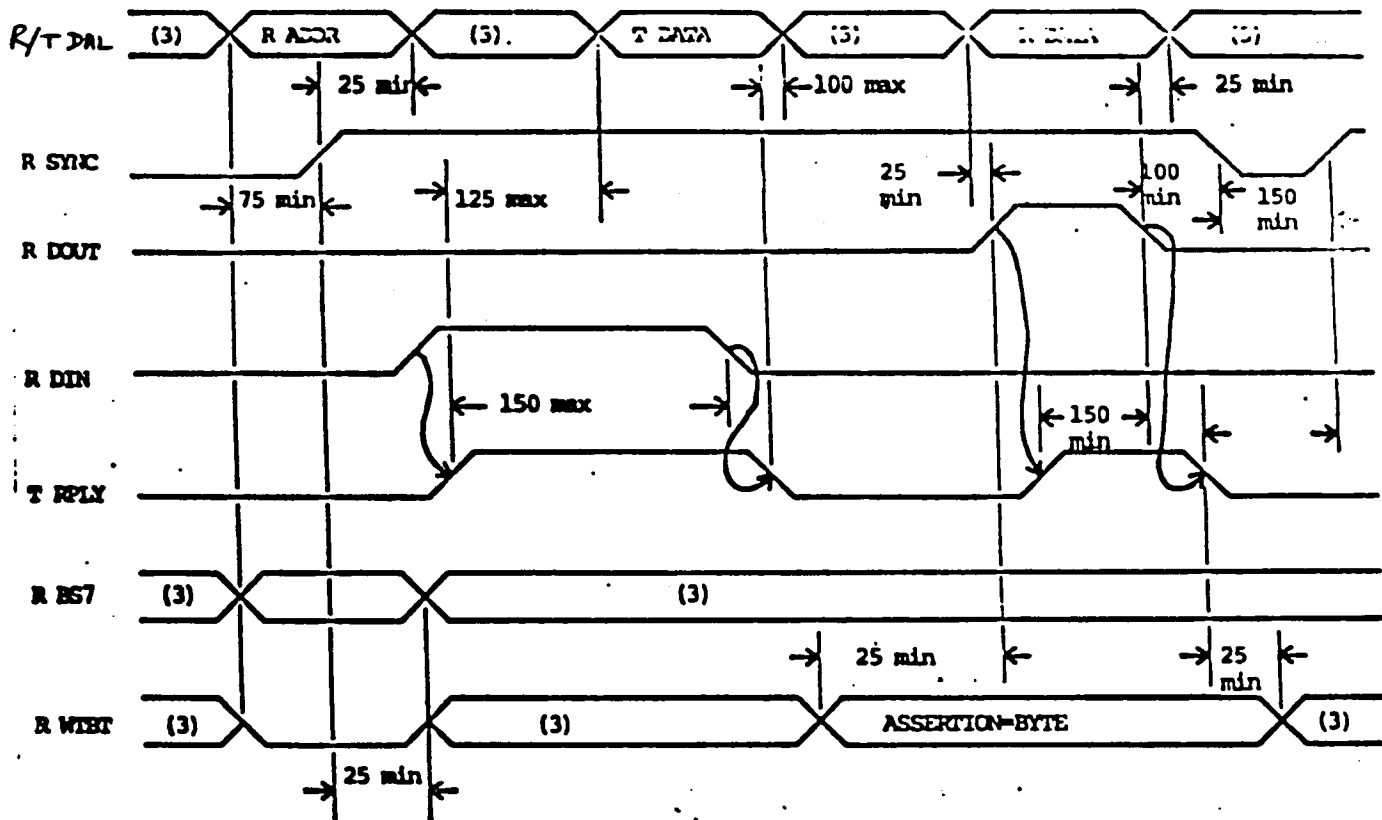 R/T DAL (3) R ADDR (3). T DATA (3) (3)
25 min 100 max 25 min
R SYNC
75 min 125 max 25 min 100 min 150 min
R DOUT
R DIN
150 max 150 min
T RPLY
R BS7 (3) (3)
25 min 25 min
R WTBT (3) (3) ASSERTION=BYTE (3)
25 min